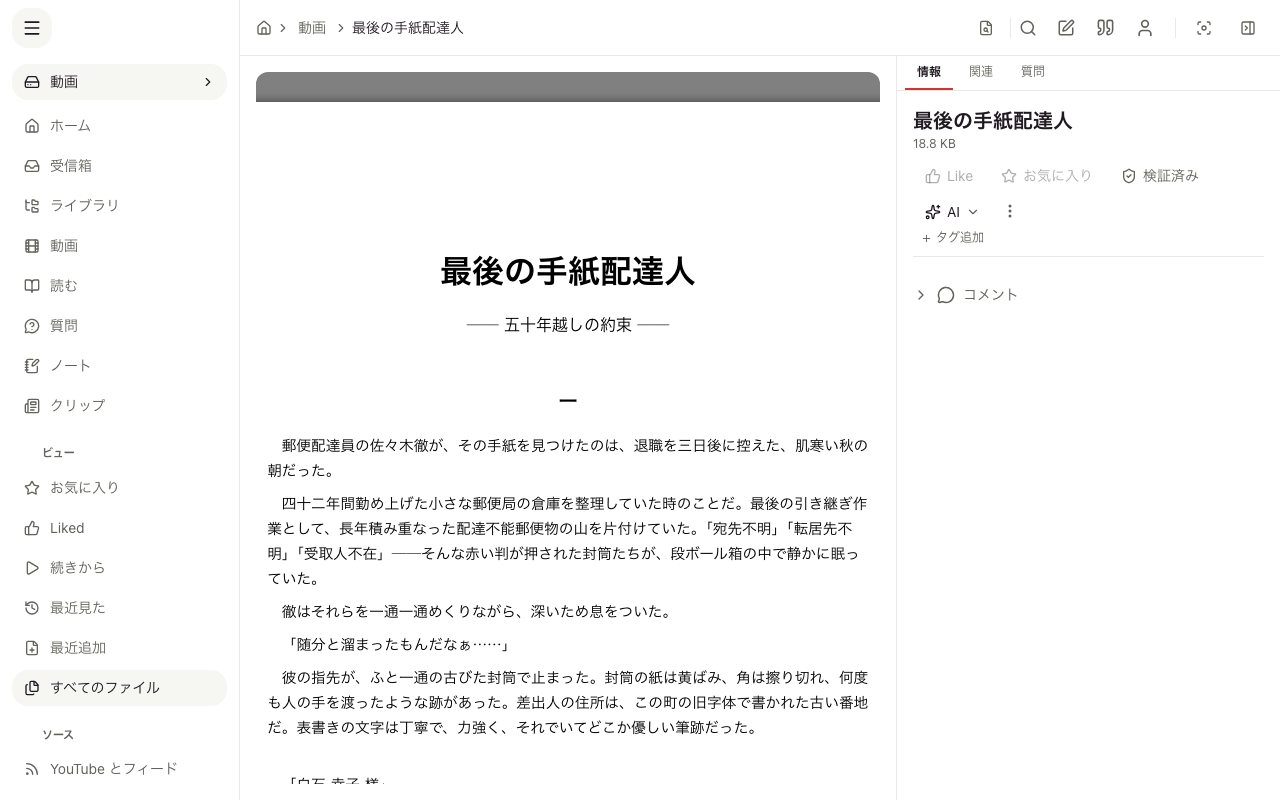 動画
ホーム
受信箱
ライブラリ
動画
読む
質問
ノート
クリップ
ビュー
お気に入り
Liked
続きから
最近見た
最近追加
すべてのファイル
ソース
YouTube とフィード
動画 最後の手紙配達人
最後の手紙配達人
―― 五十年越しの約束 ――
一
郵便配達員の佐々木徹が、その手紙を見つけたのは、退職を三日後に控えた、肌寒い秋の
朝だった。
四十二年間勤め上げた小さな郵便局の倉庫を整理していた時のことだ。最後の引き継ぎ作
業として、長年積み重なった配達不能郵便物の山を片付けていた。「宛先不明」「転居先不
明」「受取人不在」――そんな赤い判が押された封筒たちが、段ボール箱の中で静かに眠っ
ていた。
徹はそれらを一通一通めくりながら、深いため息をついた。
「随分と溜まったもんだなぁ……」
彼の指先が、ふと一通の古びた封筒で止まった。封筒の紙は黄ばみ、角は擦り切れ、何度
も人の手を渡ったような跡があった。差出人の住所は、この町の旧字体で書かれた古い番地
だ。表書きの文字は丁寧で、力強く、それでいてどこか優しい筆跡だった。
情報 関連 質問
最後の手紙配達人
18.8 KB
Like お気に入り 検証済み
AI
+ タグ追加
コメント